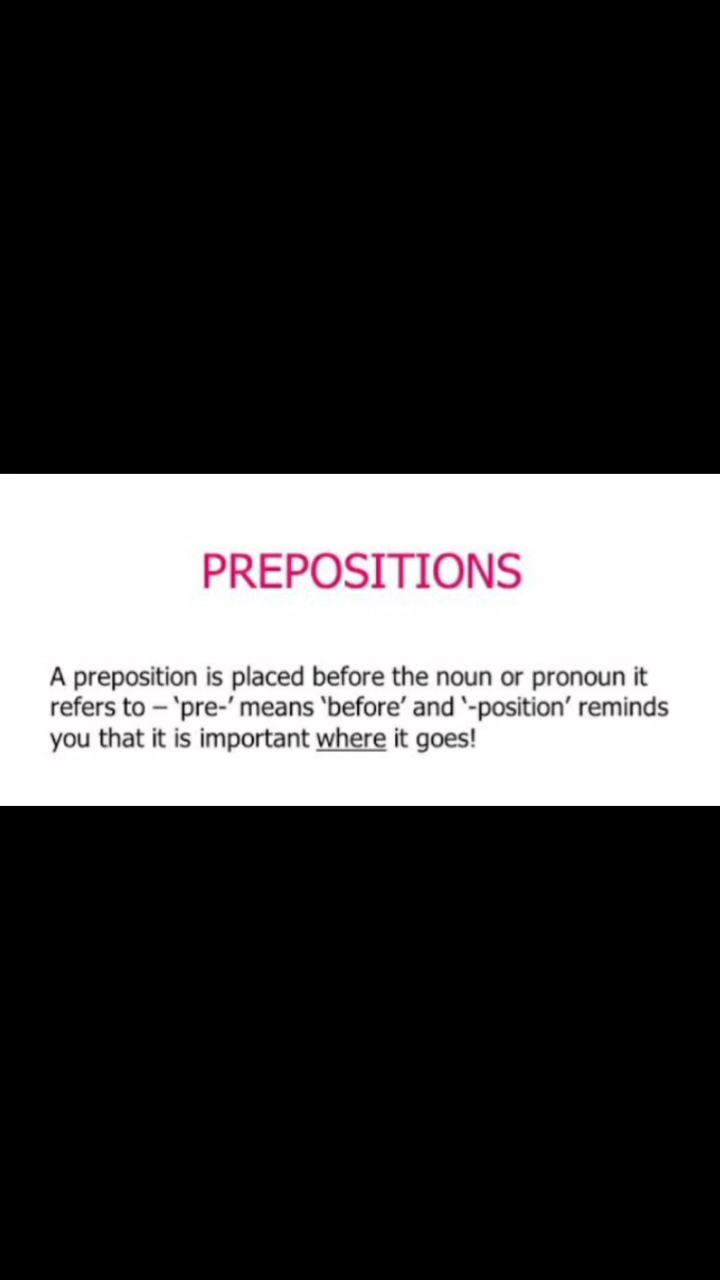 PREPOSITIONS
A preposition is placed before the noun or pronoun it
refers to – ‘pre-’ means ‘before’ and ‘-position’ reminds
you that it is important where it goes!